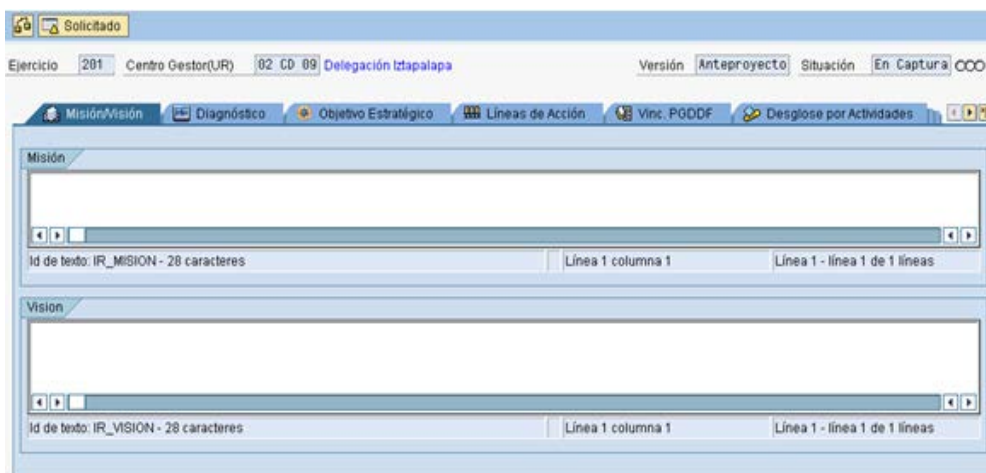 Solicitado
Ejercicio 201 Centro Gestor(UR) 02 CD 09 Delegación Iztapalapa Versión Anteproyecto Situación En Captura
Misión/Visión Diagnóstico Objetivo Estratégico Líneas de Acción Vinc. PGDDF Desglose por Actividades
Misión
Id de texto: IR_MISION - 28 caracteres Línea 1 columna 1 Línea 1 - línea 1 de 1 líneas
Vision
Id de texto: IR_VISION - 28 caracteres Línea 1 columna 1 Línea 1 - línea 1 de 1 líneas